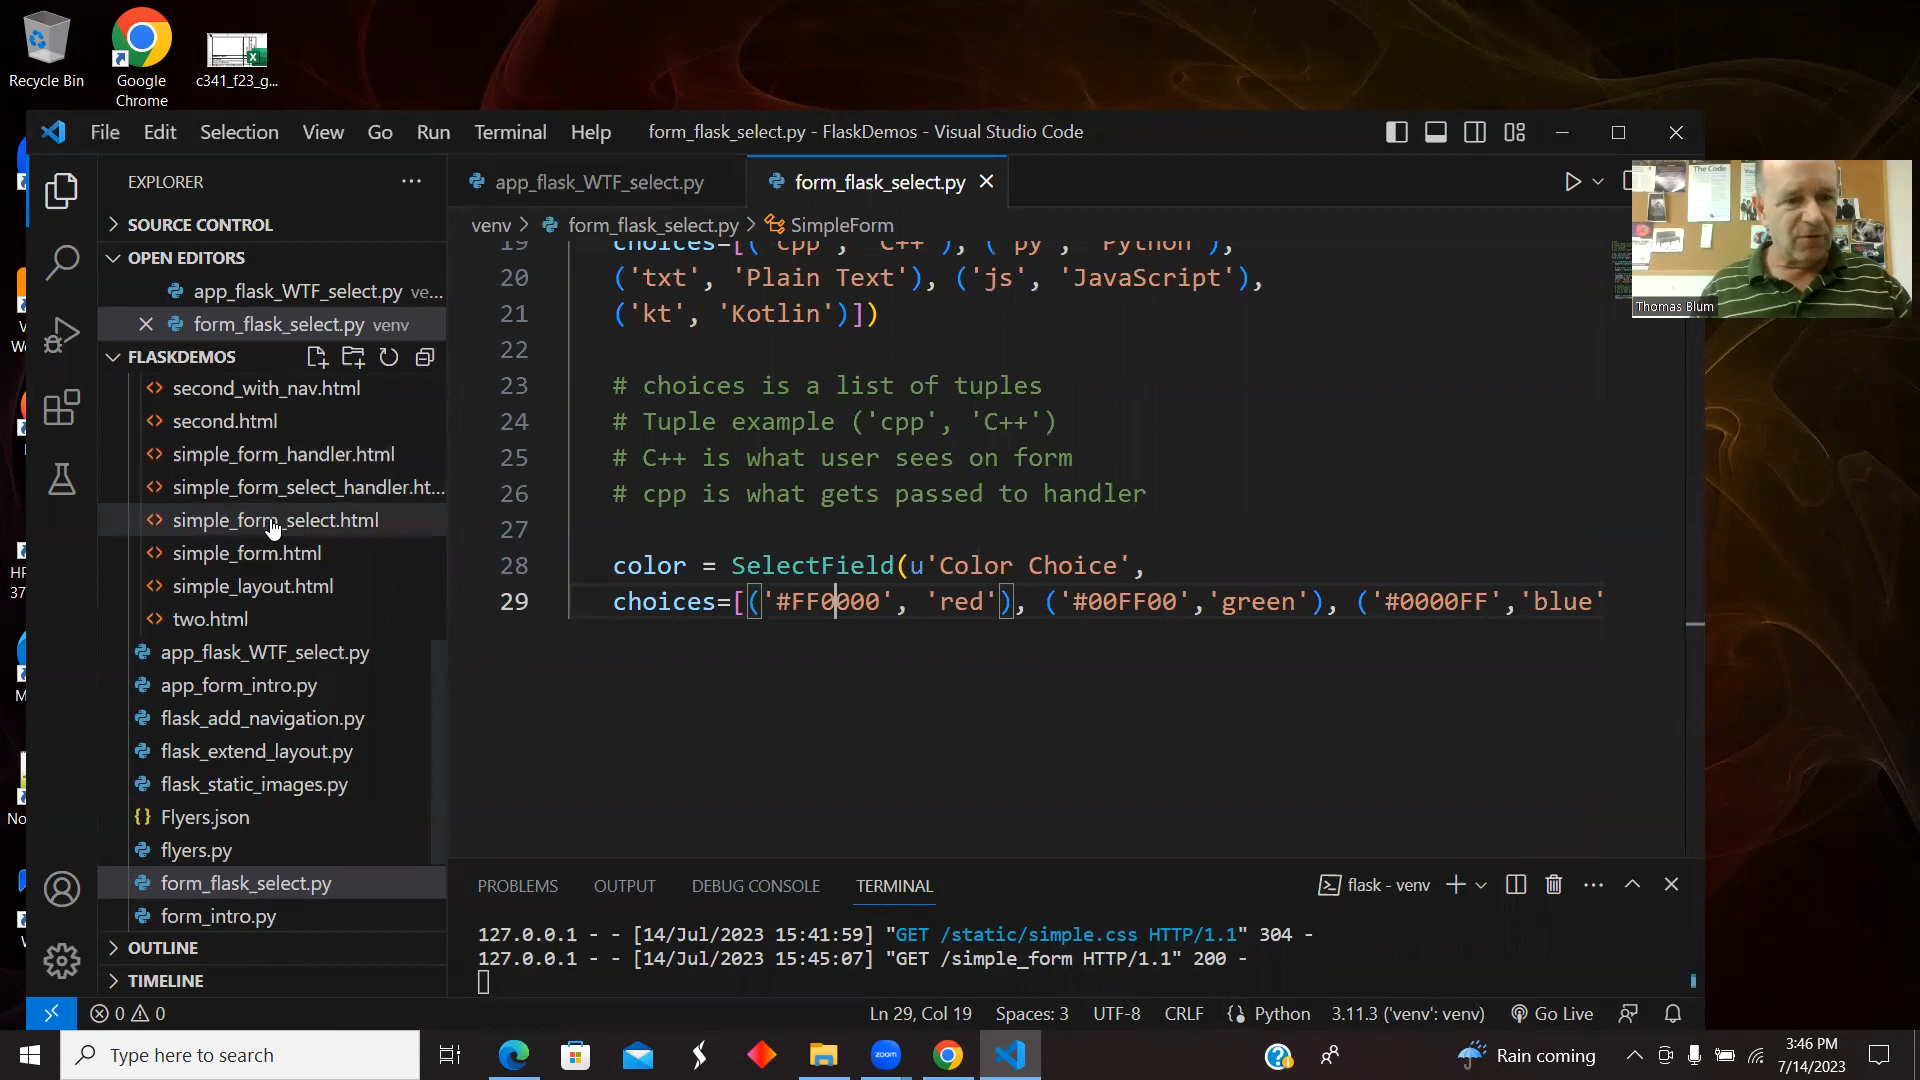 Recycle Bin
Google Chrome
c341_f23_g...
File Edit Selection View Go Run Terminal Help
form_flask_select.py - FlaskDemos - Visual Studio Code
EXPLORER
app_flask_WTF_select.py
form_flask_select.py
SOURCE CONTROL
venv > form_flask_select.py > SimpleForm
OPEN EDITORS
app_flask_WTF_select.py ve...
form_flask_select.py venv
FLASKDEMOS
second_with_nav.html
second.html
simple_form_handler.html
simple_form_select_handler.ht...
simple_form_select.html
simple_form.html
simple_layout.html
two.html
app_flask_WTF_select.py
app_form_intro.py
flask_add_navigation.py
flask_extend_layout.py
flask_static_images.py
Flyers.json
flyers.py
form_flask_select.py
form_intro.py
OUTLINE
TIMELINE
19 choices=[('cpp', 'C++'), ('py', 'Python'),
20 ('txt', 'Plain Text'), ('js', 'JavaScript'),
21 ('kt', 'Kotlin')])
22
23 # choices is a list of tuples
24 # Tuple example ('cpp', 'C++')
25 # C++ is what user sees on form
26 # cpp is what gets passed to handler
27
28 color = SelectField(u'Color Choice',
29 choices=[('#FF0000', 'red'), ('#00FF00','green'), ('#0000FF','blue'
The Code
Thomas Blum
PROBLEMS OUTPUT DEBUG CONSOLE TERMINAL
flask - venv
127.0.0.1 - - [14/Jul/2023 15:41:59] "GET /static/simple.css HTTP/1.1" 304 -
127.0.0.1 - - [14/Jul/2023 15:45:07] "GET /simple_form HTTP/1.1" 200 -
0 0
Ln 29, Col 19 Spaces: 3 UTF-8 CRLF Python 3.11.3 ('venv': venv) Go Live
Type here to search
zoom
Rain coming
3:46 PM
7/14/2023